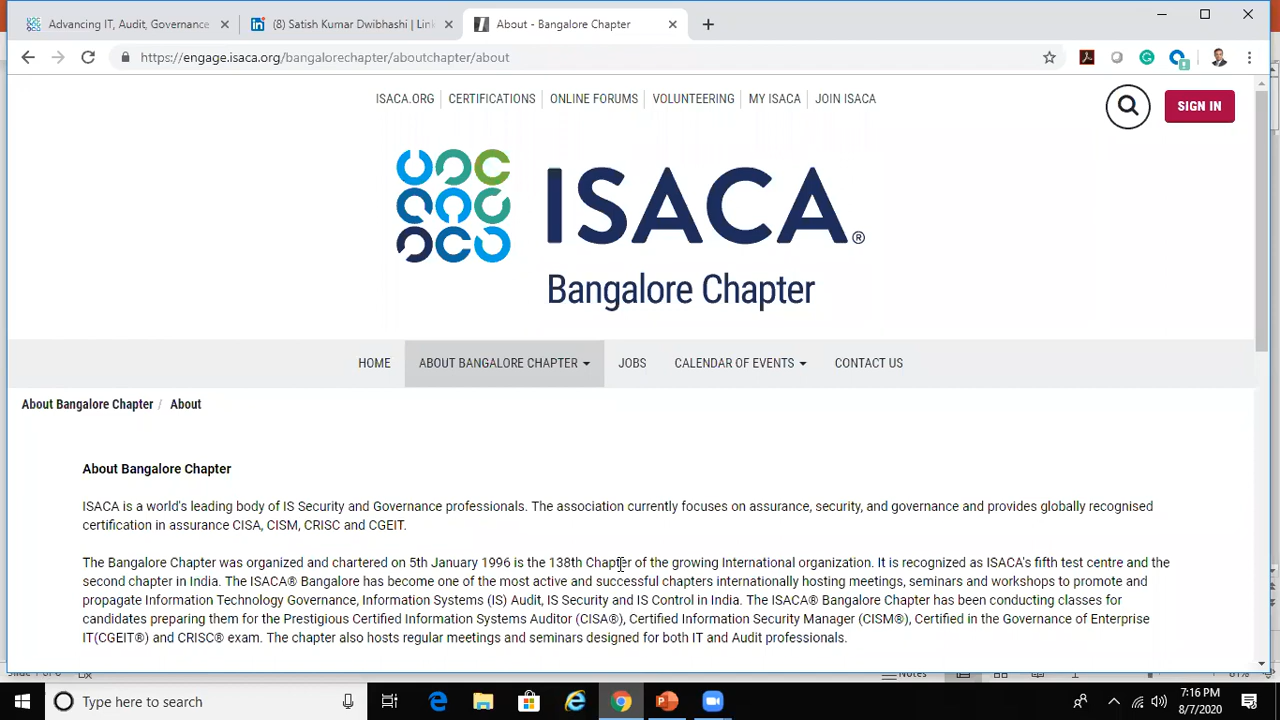 Advancing IT, Audit, Governance
(8) Satish Kumar Dwibhashi | Link
About - Bangalore Chapter
https://engage.isaca.org/bangalorechapter/aboutchapter/about
ISACA.ORG CERTIFICATIONS ONLINE FORUMS VOLUNTEERING MY ISACA JOIN ISACA
SIGN IN
ISACA®
Bangalore Chapter
HOME ABOUT BANGALORE CHAPTER JOBS CALENDAR OF EVENTS CONTACT US
About Bangalore Chapter / About
About Bangalore Chapter
ISACA is a world's leading body of IS Security and Governance professionals. The association currently focuses on assurance, security, and governance and provides globally recognised
certification in assurance CISA, CISM, CRISC and CGEIT.
The Bangalore Chapter was organized and chartered on 5th January 1996 is the 138th Chapter of the growing International organization. It is recognized as ISACA's fifth test centre and the
second chapter in India. The ISACA® Bangalore has become one of the most active and successful chapters internationally hosting meetings, seminars and workshops to promote and
propagate Information Technology Governance, Information Systems (IS) Audit, IS Security and IS Control in India. The ISACA® Bangalore Chapter has been conducting classes for
candidates preparing them for the Prestigious Certified Information Systems Auditor (CISA®), Certified Information Security Manager (CISM®), Certified in the Governance of Enterprise
IT(CGEIT®) and CRISC® exam. The chapter also hosts regular meetings and seminars designed for both IT and Audit professionals.
Type here to search
7:16 PM
8/7/2020